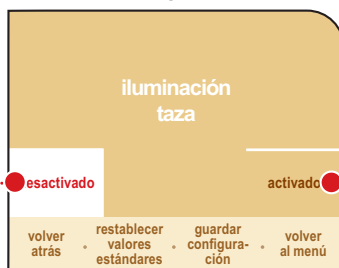 iluminación
taza
esactivado
activado
volver
atrás
restablecer
valores
estándares
guardar
configura-
ción
volver
al menú